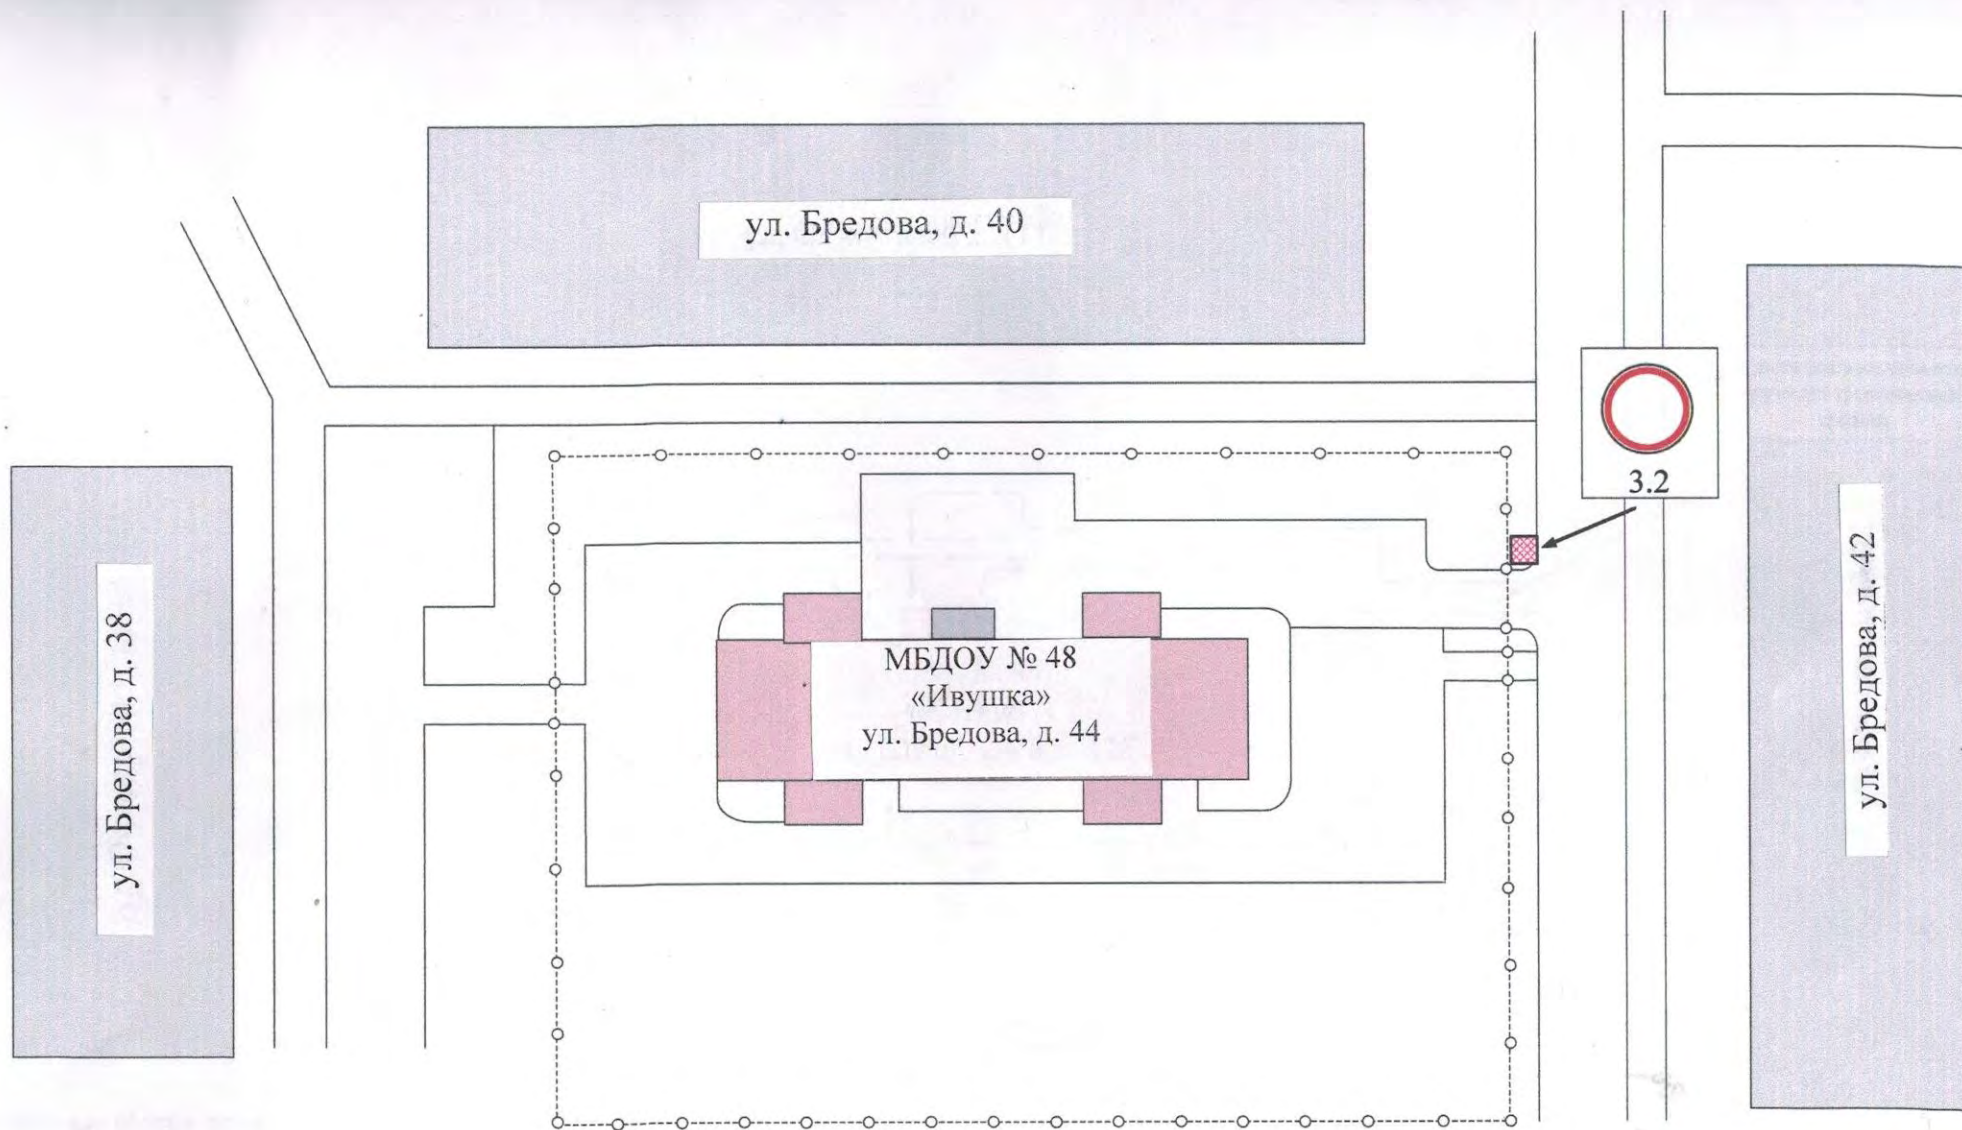 ул. Бредова, д. 40
3.2
ул. Бредова, д. 38
МБДОУ № 48
«Ивушка»
ул. Бредова, д. 44
ул. Бредова, д. 42